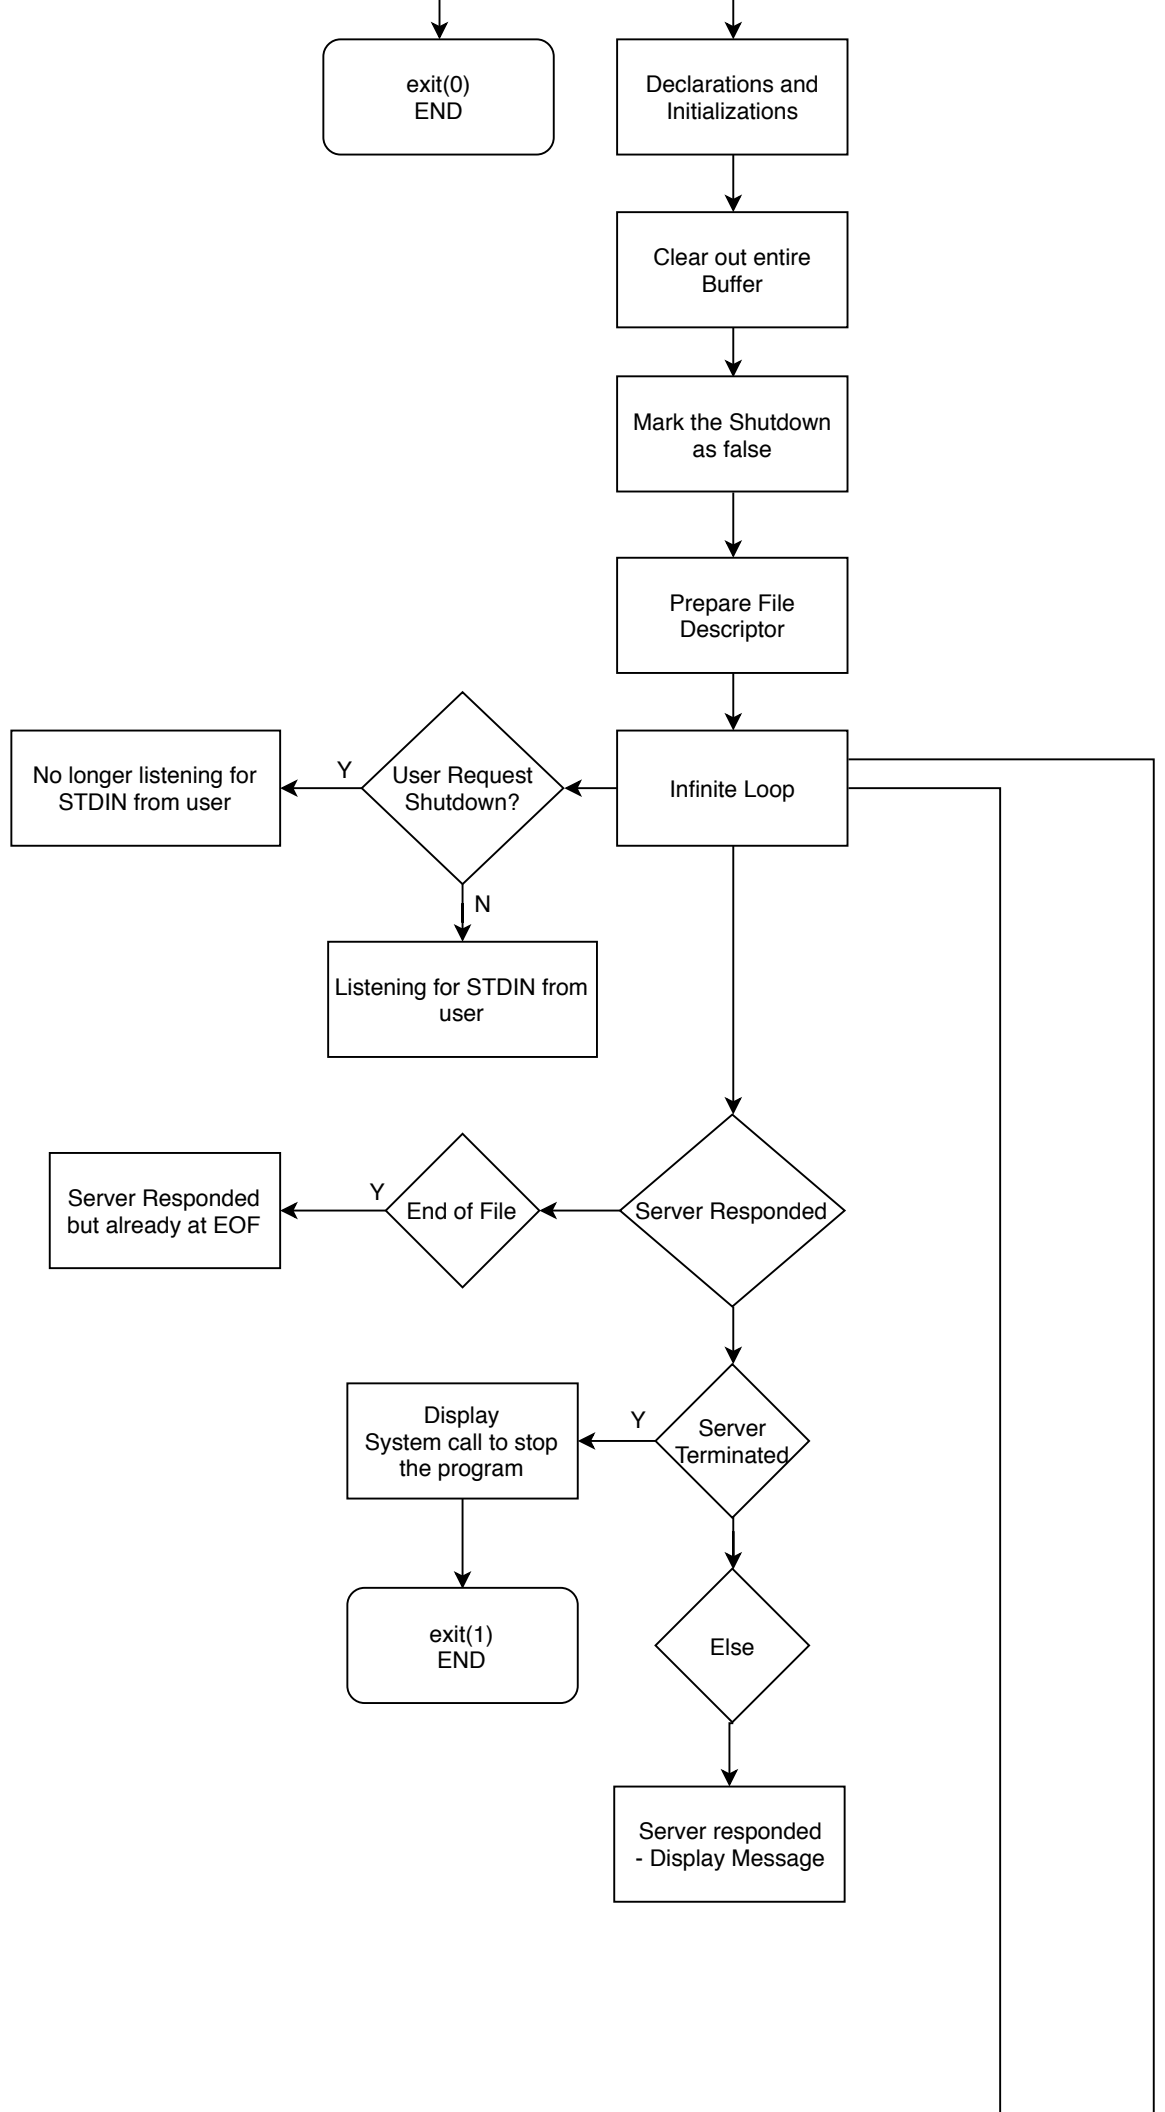 exit(0)
END
Declarations and
Initializations
Clear out entire
Buffer
Mark the Shutdown
as false
Prepare File
Descriptor
No longer listening for
STDIN from user
Y
User Request
Shutdown?
Infinite Loop
N
Listening for STDIN from
user
Server Responded
but already at EOF
Y
End of File
Server Responded
Display
System call to stop
the program
Y
Server
Terminated
exit(1)
END
Else
Server responded
- Display Message